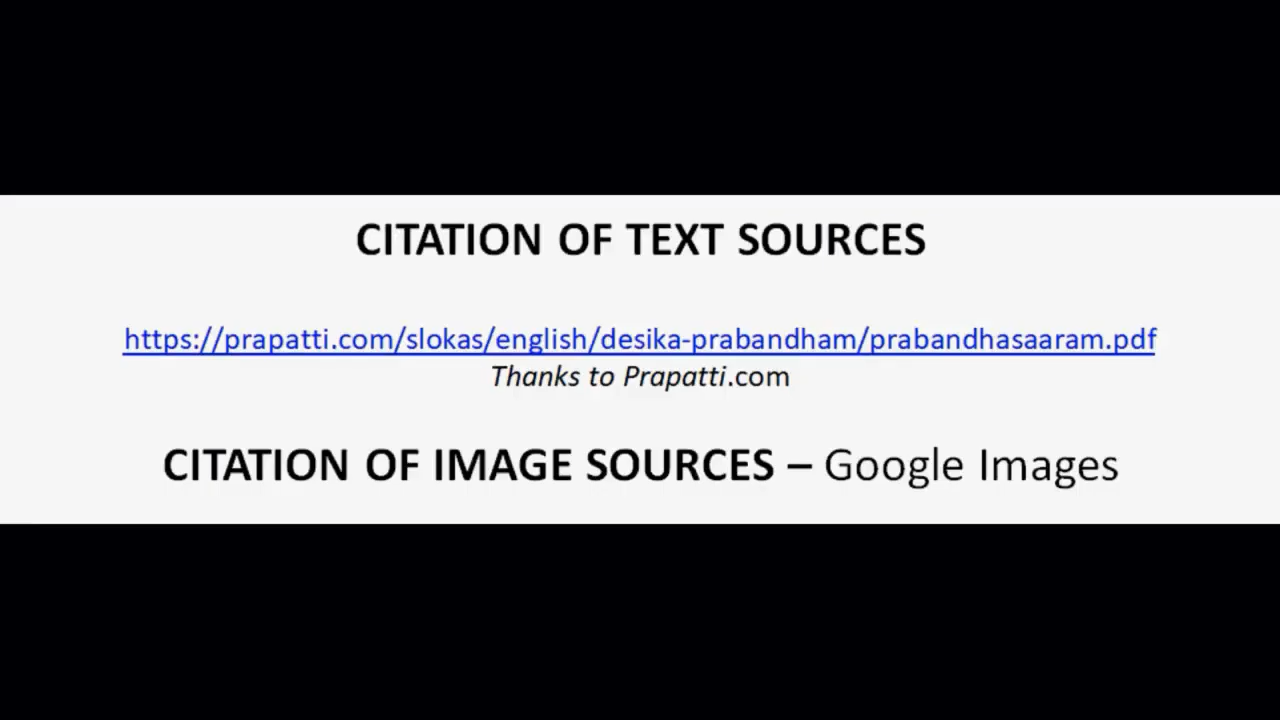 CITATION OF TEXT SOURCES
https://prapatti.com/slokas/english/desika-prabandham/prabandhasaaram.pdf
Thanks to Prapatti.com
CITATION OF IMAGE SOURCES – Google Images